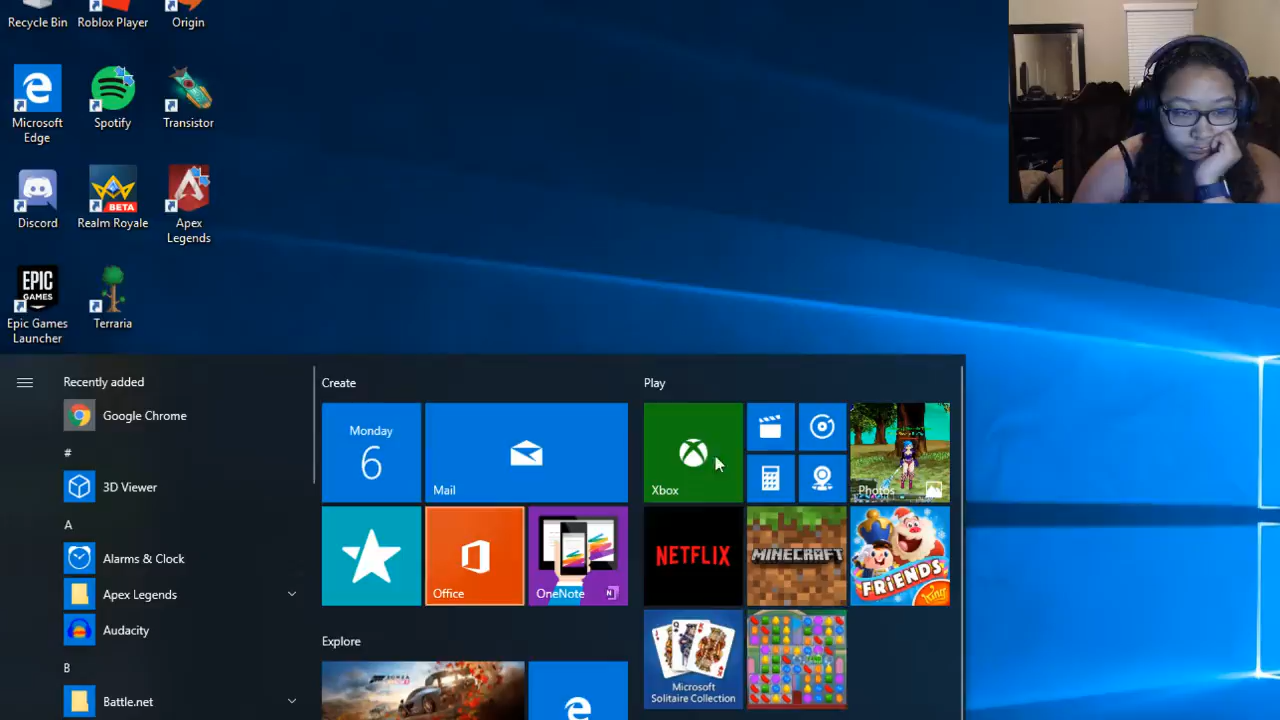 Recycle Bin
Roblox Player
Origin
Microsoft
Edge
Spotify
Transistor
Discord
Realm Royale
BETA
Apex
Legends
EPIC
GAMES
Epic Games
Launcher
Terraria
Recently added
Google Chrome
#
3D Viewer
A
Alarms & Clock
Apex Legends
Audacity
B
Battle.net
Create
Monday
6
Mail
Office
OneNote
Explore
Play
Xbox
Photos
NETFLIX
MINECRAFT
FRIENDS
King
Microsoft
Solitaire Collection